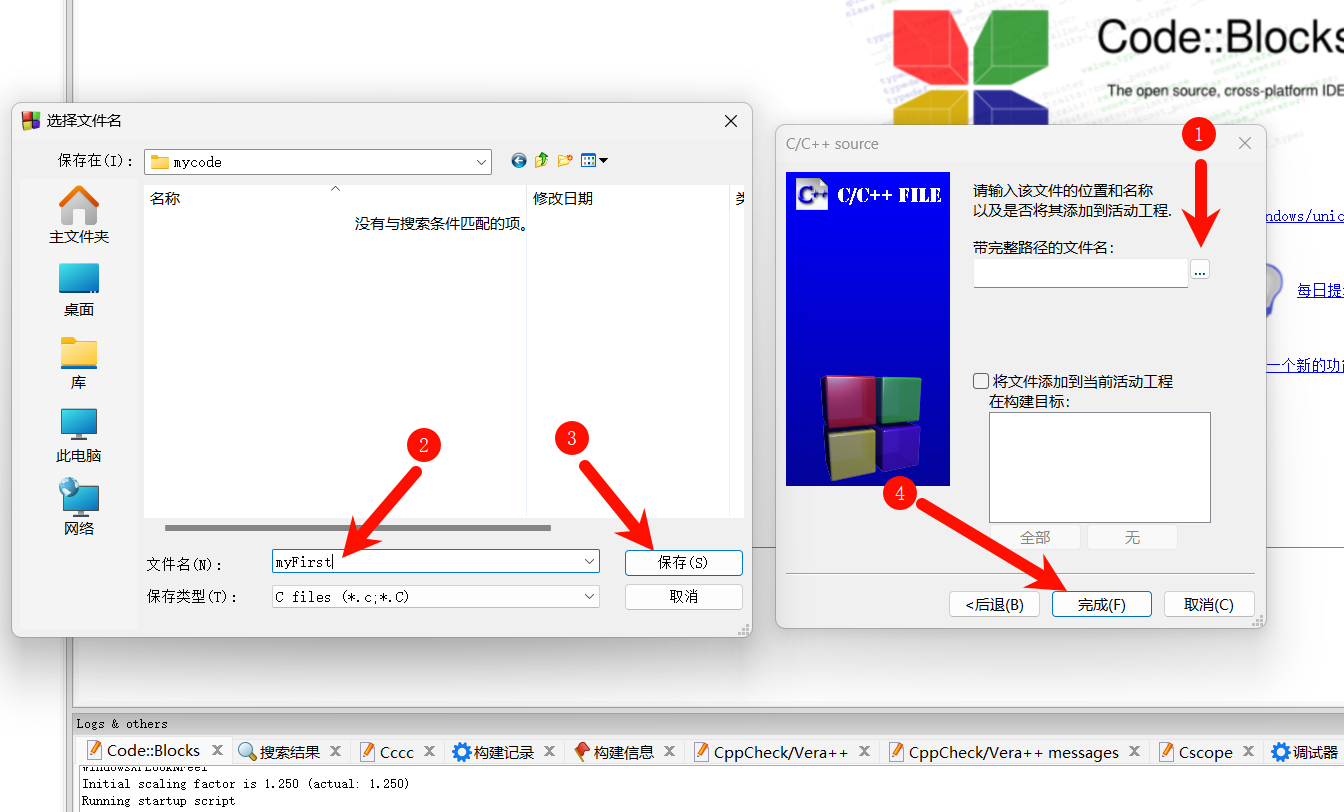 Code::Blocks
The open source, cross-platform IDE
选择文件名
保存在(I):
mycode
名称
修改日期
没有与搜索条件匹配的项。
主文件夹
桌面
库
此电脑
网络
文件名(N):
myFirst
保存(S)
保存类型(T):
C files (*.c;*.C)
取消
2
3
C/C++ source
1
C++
C/C++ FILE
请输入该文件的位置和名称
以及是否将其添加到活动工程.
带完整路径的文件名:
...
将文件添加到当前活动工程
在构建目标:
4
全部
无
<后退(B)
完成(F)
取消(C)
ndows/unic
每日提
一个新的功
Logs & others
Code::Blocks
搜索结果
Cccc
构建记录
构建信息
CppCheck/Vera++
CppCheck/Vera++ messages
Cscope
调试器
Initial scaling factor is 1.250 (actual: 1.250)
Running startup script